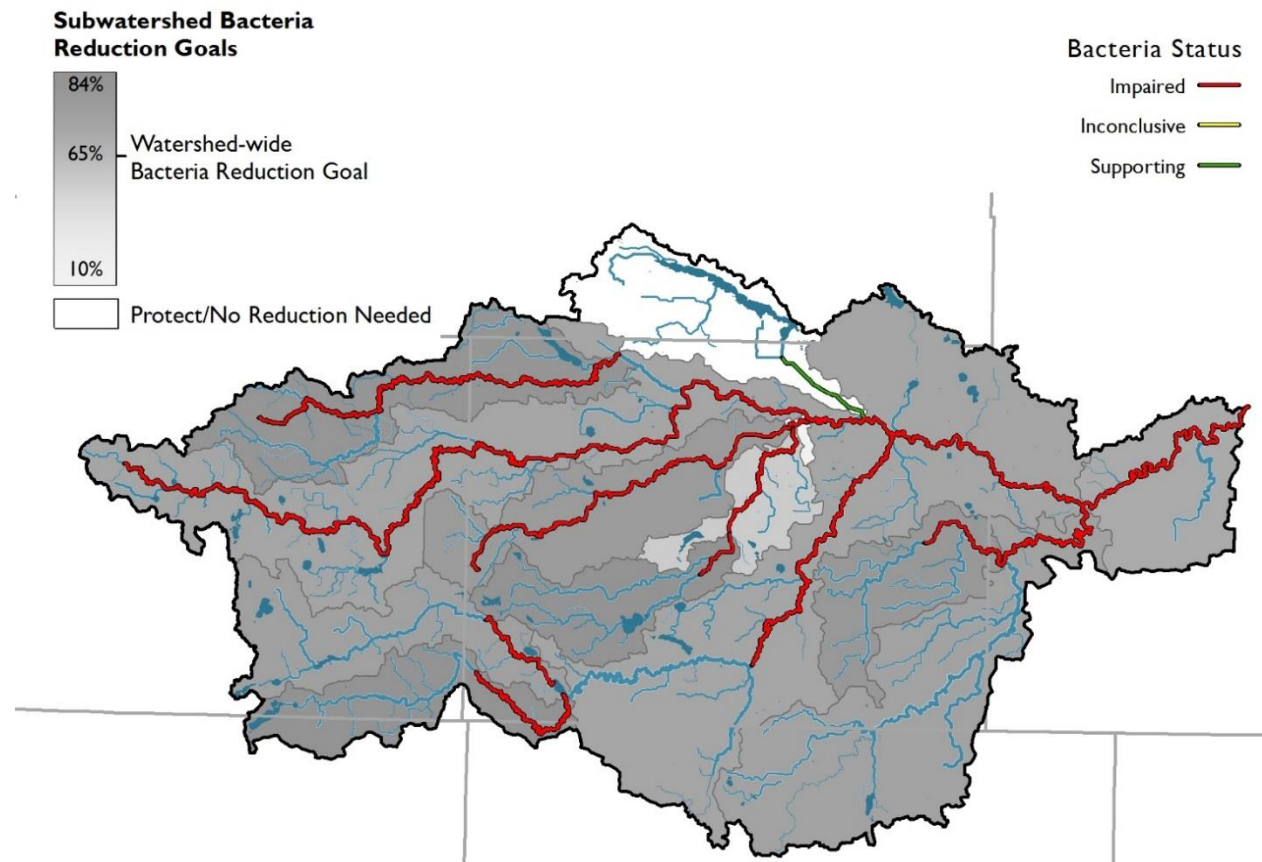 Subwatershed Bacteria
Reduction Goals
84%
65%
Watershed-wide
Bacteria Reduction Goal
10%
Protect/No Reduction Needed
Bacteria Status
Impaired
Inconclusive
Supporting